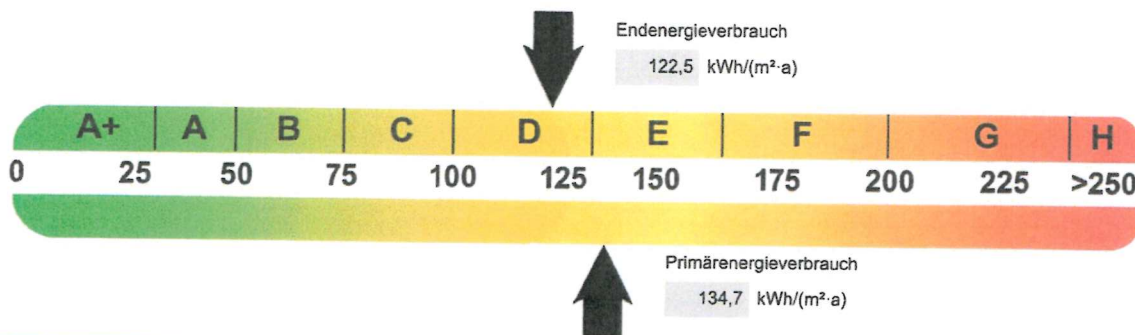 Endenergieverbrauch
122,5 kWh/(m²·a)
A+ A B C D E F G H
0 25 50 75 100 125 150 175 200 225 >250
Primärenergieverbrauch
134,7 kWh/(m²·a)